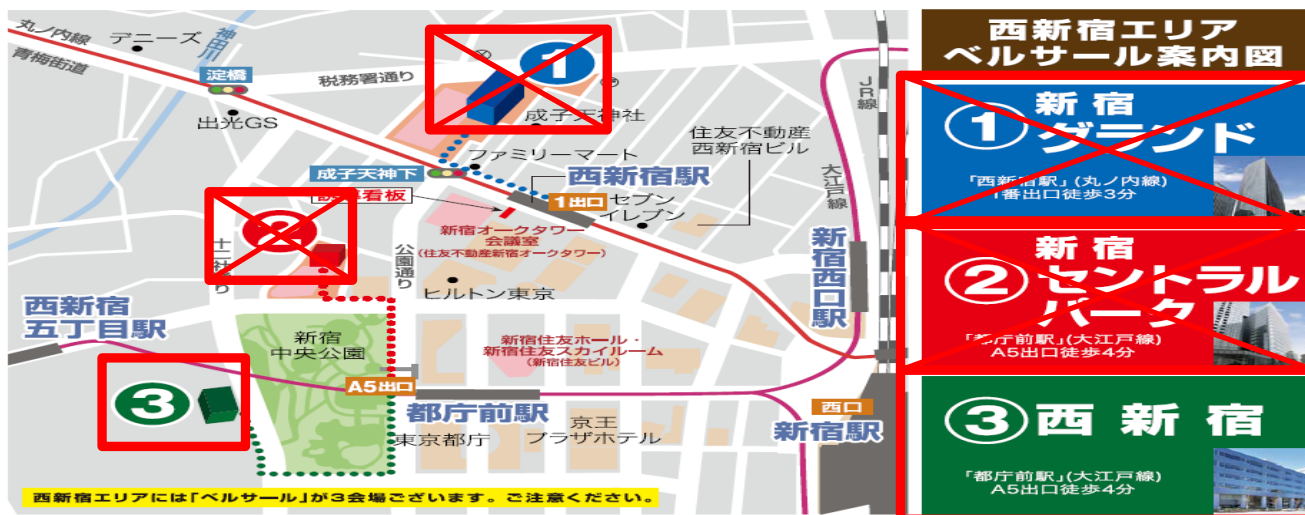 丸ノ内線
青梅街道
デニーズ
神田川
淀橋
税務署通り
出光GS
①
成子天神社
ファミリーマート
住友不動産
西新宿ビル
JR線
大江戸線
成子天神下
西新宿駅
1出口
セブン
イレブン
誘導看板
新宿オークタワー
会議室
(住友不動産新宿オークタワー)
②
十二社通り
公園通り
ヒルトン東京
新宿西口駅
西新宿
五丁目駅
新宿
中央公園
新宿住友ホール・
新宿住友スカイルーム
(新宿住友ビル)
A5出口
③
都庁前駅
東京都庁
京王
プラザホテル
西口
新宿駅
西新宿エリアには「ベルサール」が3会場ございます。ご注意ください。
西新宿エリア
ベルサール案内図
①新宿
グランド
「西新宿駅」(丸ノ内線)
1番出口徒歩3分
②新宿
セントラル
パーク
「都庁前駅」(大江戸線)
A5出口徒歩4分
③西新宿
「都庁前駅」(大江戸線)
A5出口徒歩4分